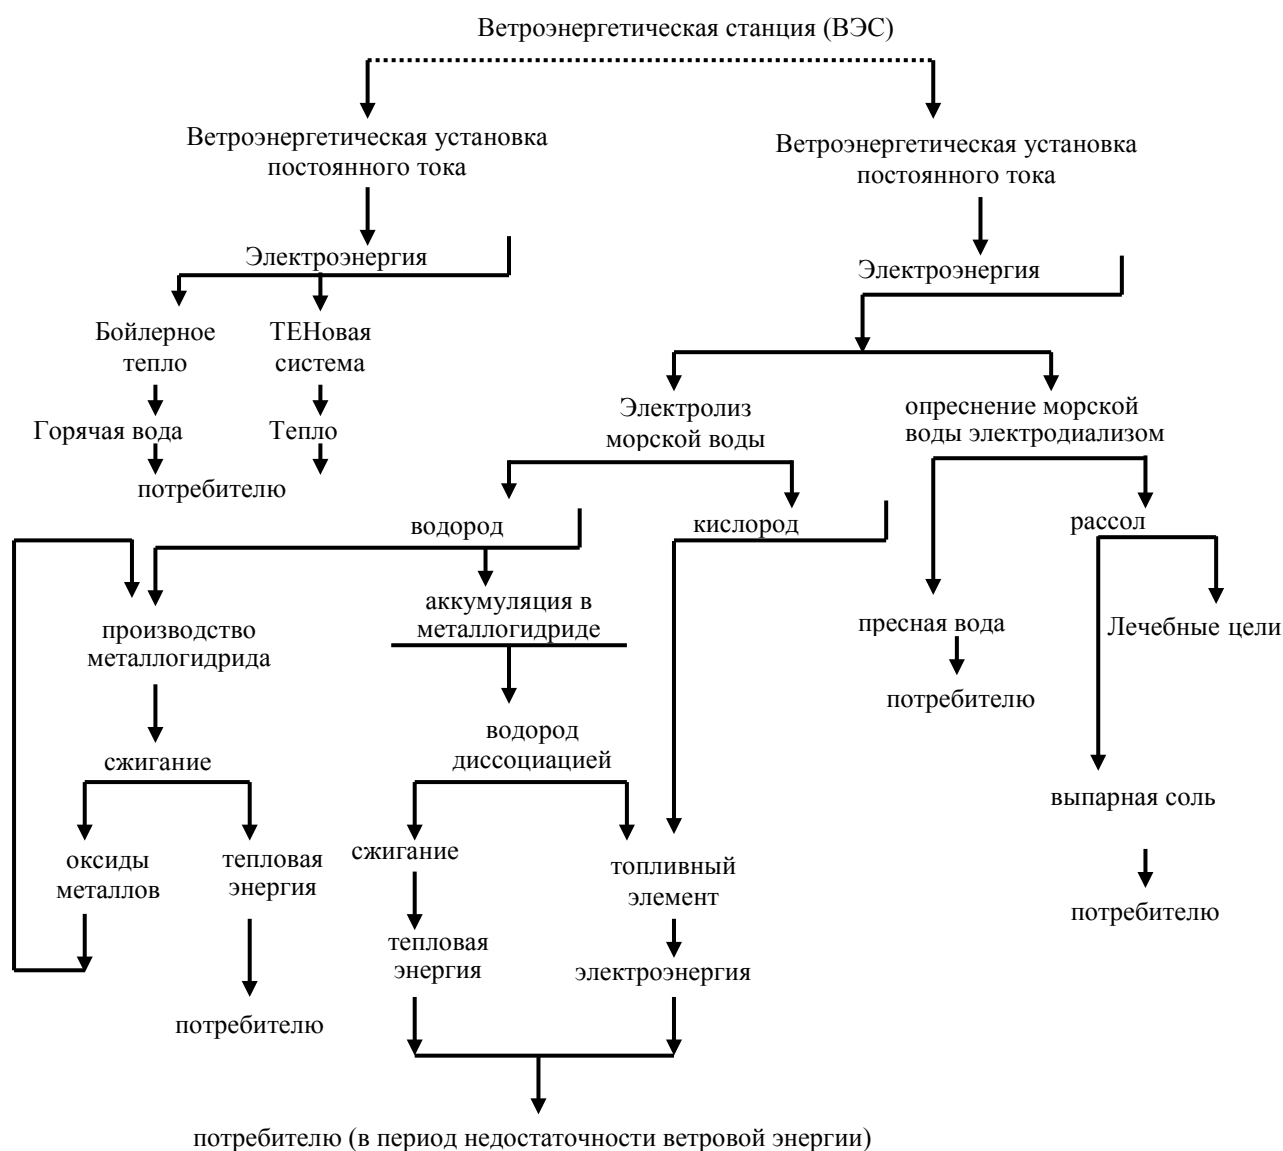 Ветроэнергетическая станция (ВЭС)
Ветроэнергетическая установка
постоянного тока
Ветроэнергетическая установка
постоянного тока
Электроэнергия
Электроэнергия
Бойлерное
тепло
ТЕНовая
система
Горячая вода
Тепло
потребителю
Электролиз
морской воды
опреснение морской
воды электродиализом
водород
кислород
рассол
производство
металлогидрида
аккумуляция в
металлогидриде
пресная вода
Лечебные цели
потребителю
водород
диссоциацией
сжигание
выпарная соль
оксиды
металлов
тепловая
энергия
сжигание
топливный
элемент
потребителю
тепловая
энергия
электроэнергия
потребителю
потребителю (в период недостаточности ветровой энергии)